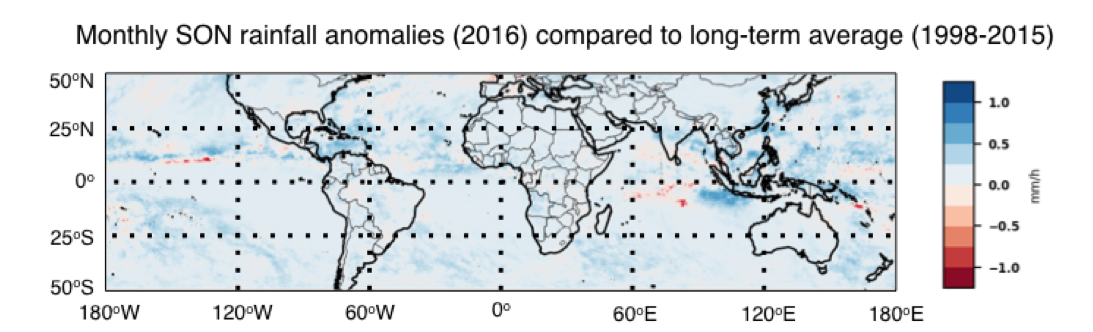 Monthly SON rainfall anomalies (2016) compared to long-term average (1998-2015)
50°N
25°N
0°
25°S
50°S
180°W 120°W 60°W 0° 60°E 120°E 180°E
1.0
0.5
0.0
−0.5
−1.0
mm/h